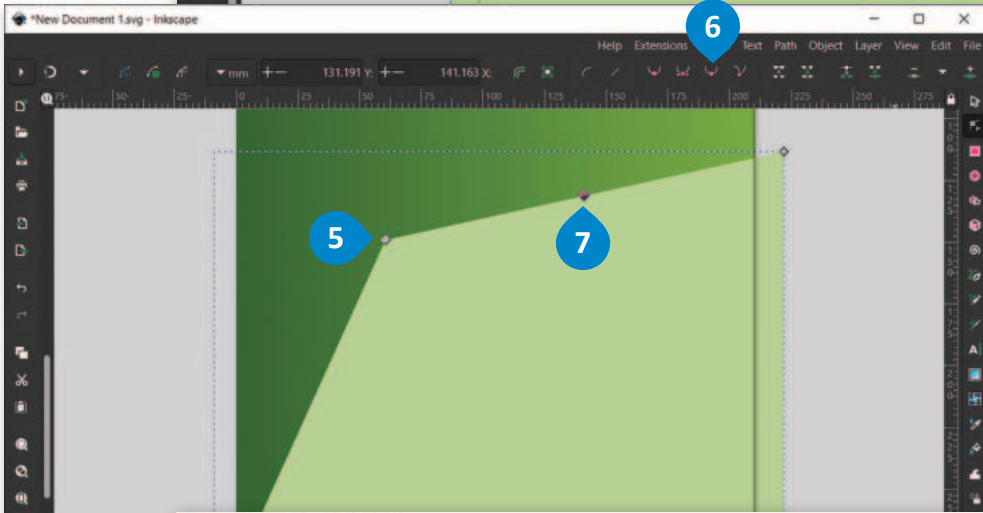 *New Document 1.svg - Inkscape
6
Help Extensions Text Path Object Layer View Edit File
mm 131.191 Y: 141.163 X:
75 50 25 0 25 50 75 100 125 150 175 200 225 250 275
5
7